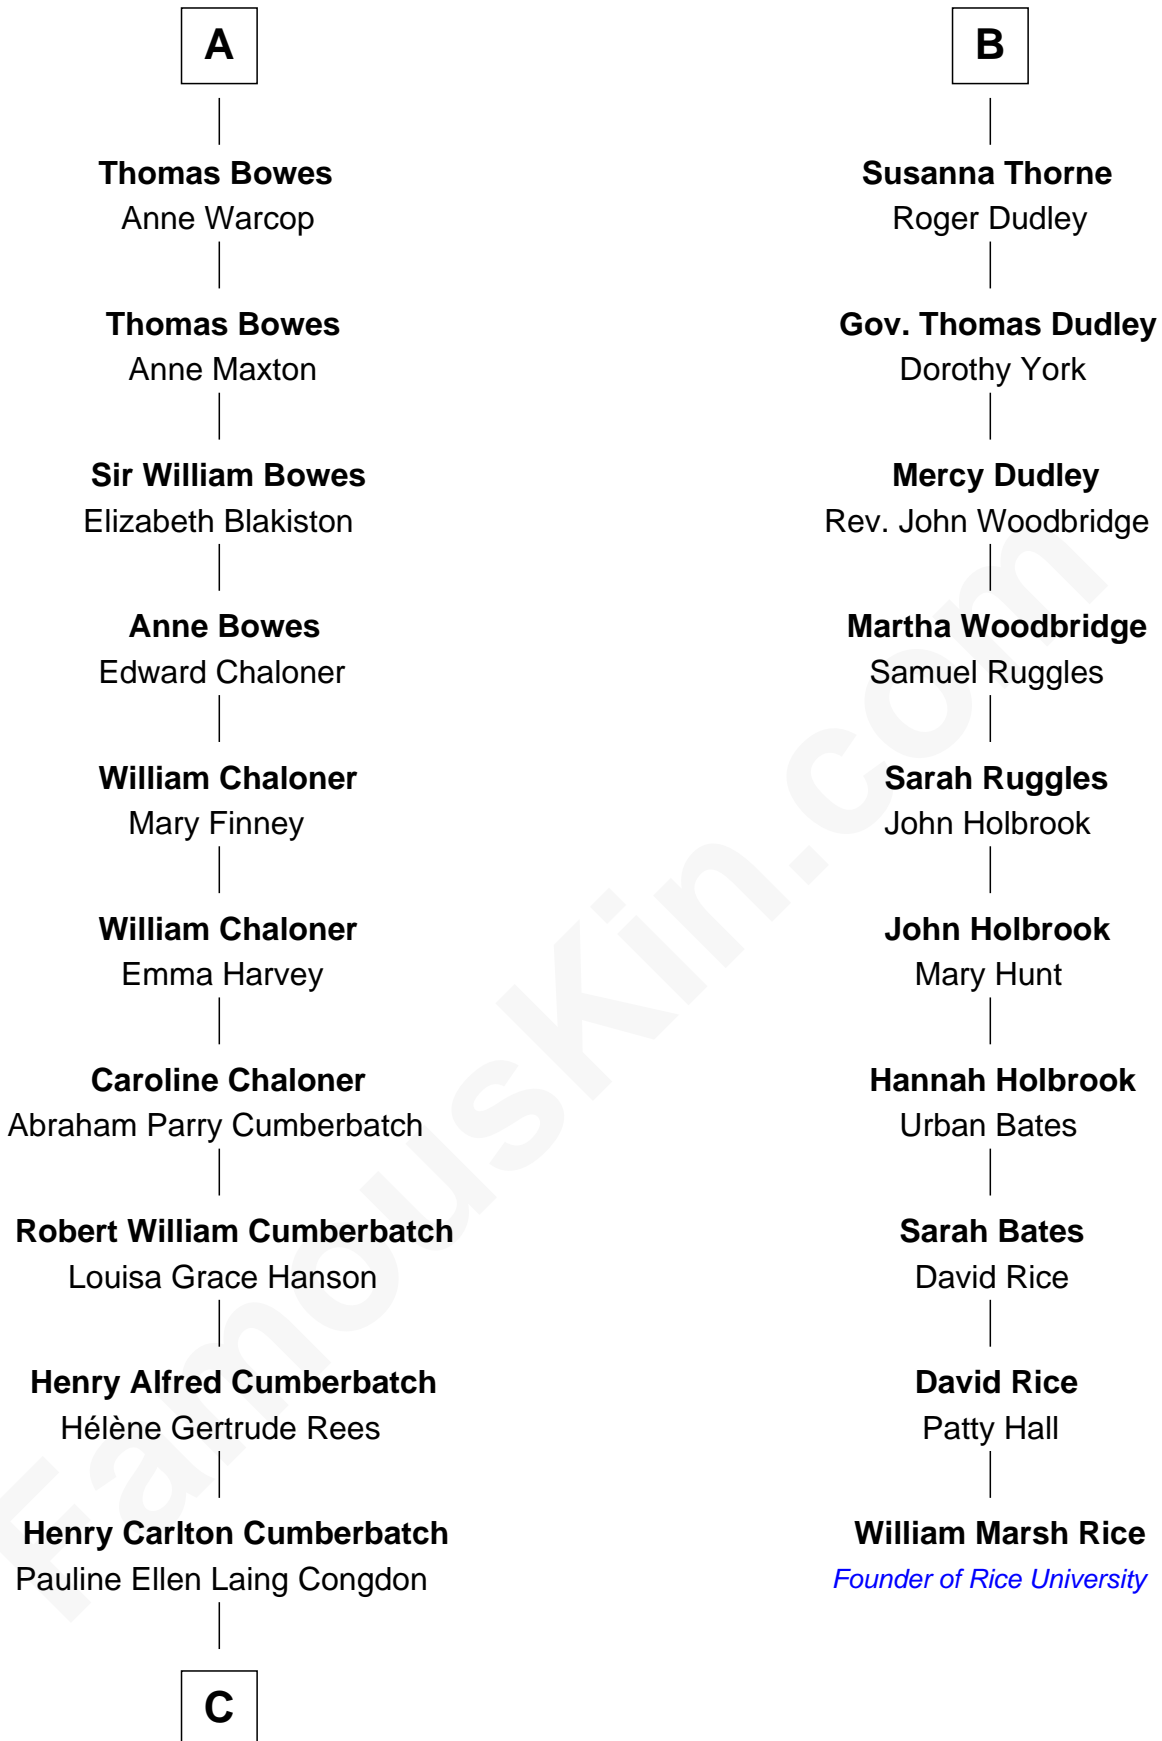 A
Thomas Bowes
Anne Warcop
Thomas Bowes
Anne Maxton
Sir William Bowes
Elizabeth Blakiston
Anne Bowes
Edward Chaloner
William Chaloner
Mary Finney
William Chaloner
Emma Harvey
Caroline Chaloner
Abraham Parry Cumberbatch
Robert William Cumberbatch
Louisa Grace Hanson
Henry Alfred Cumberbatch
Hélène Gertrude Rees
Henry Carlton Cumberbatch
Pauline Ellen Laing Congdon
C
B
Susanna Thorne
Roger Dudley
Gov. Thomas Dudley
Dorothy York
Mercy Dudley
Rev. John Woodbridge
Martha Woodbridge
Samuel Ruggles
Sarah Ruggles
John Holbrook
John Holbrook
Mary Hunt
Hannah Holbrook
Urban Bates
Sarah Bates
David Rice
David Rice
Patty Hall
William Marsh Rice
Founder of Rice University
FamousKin.com